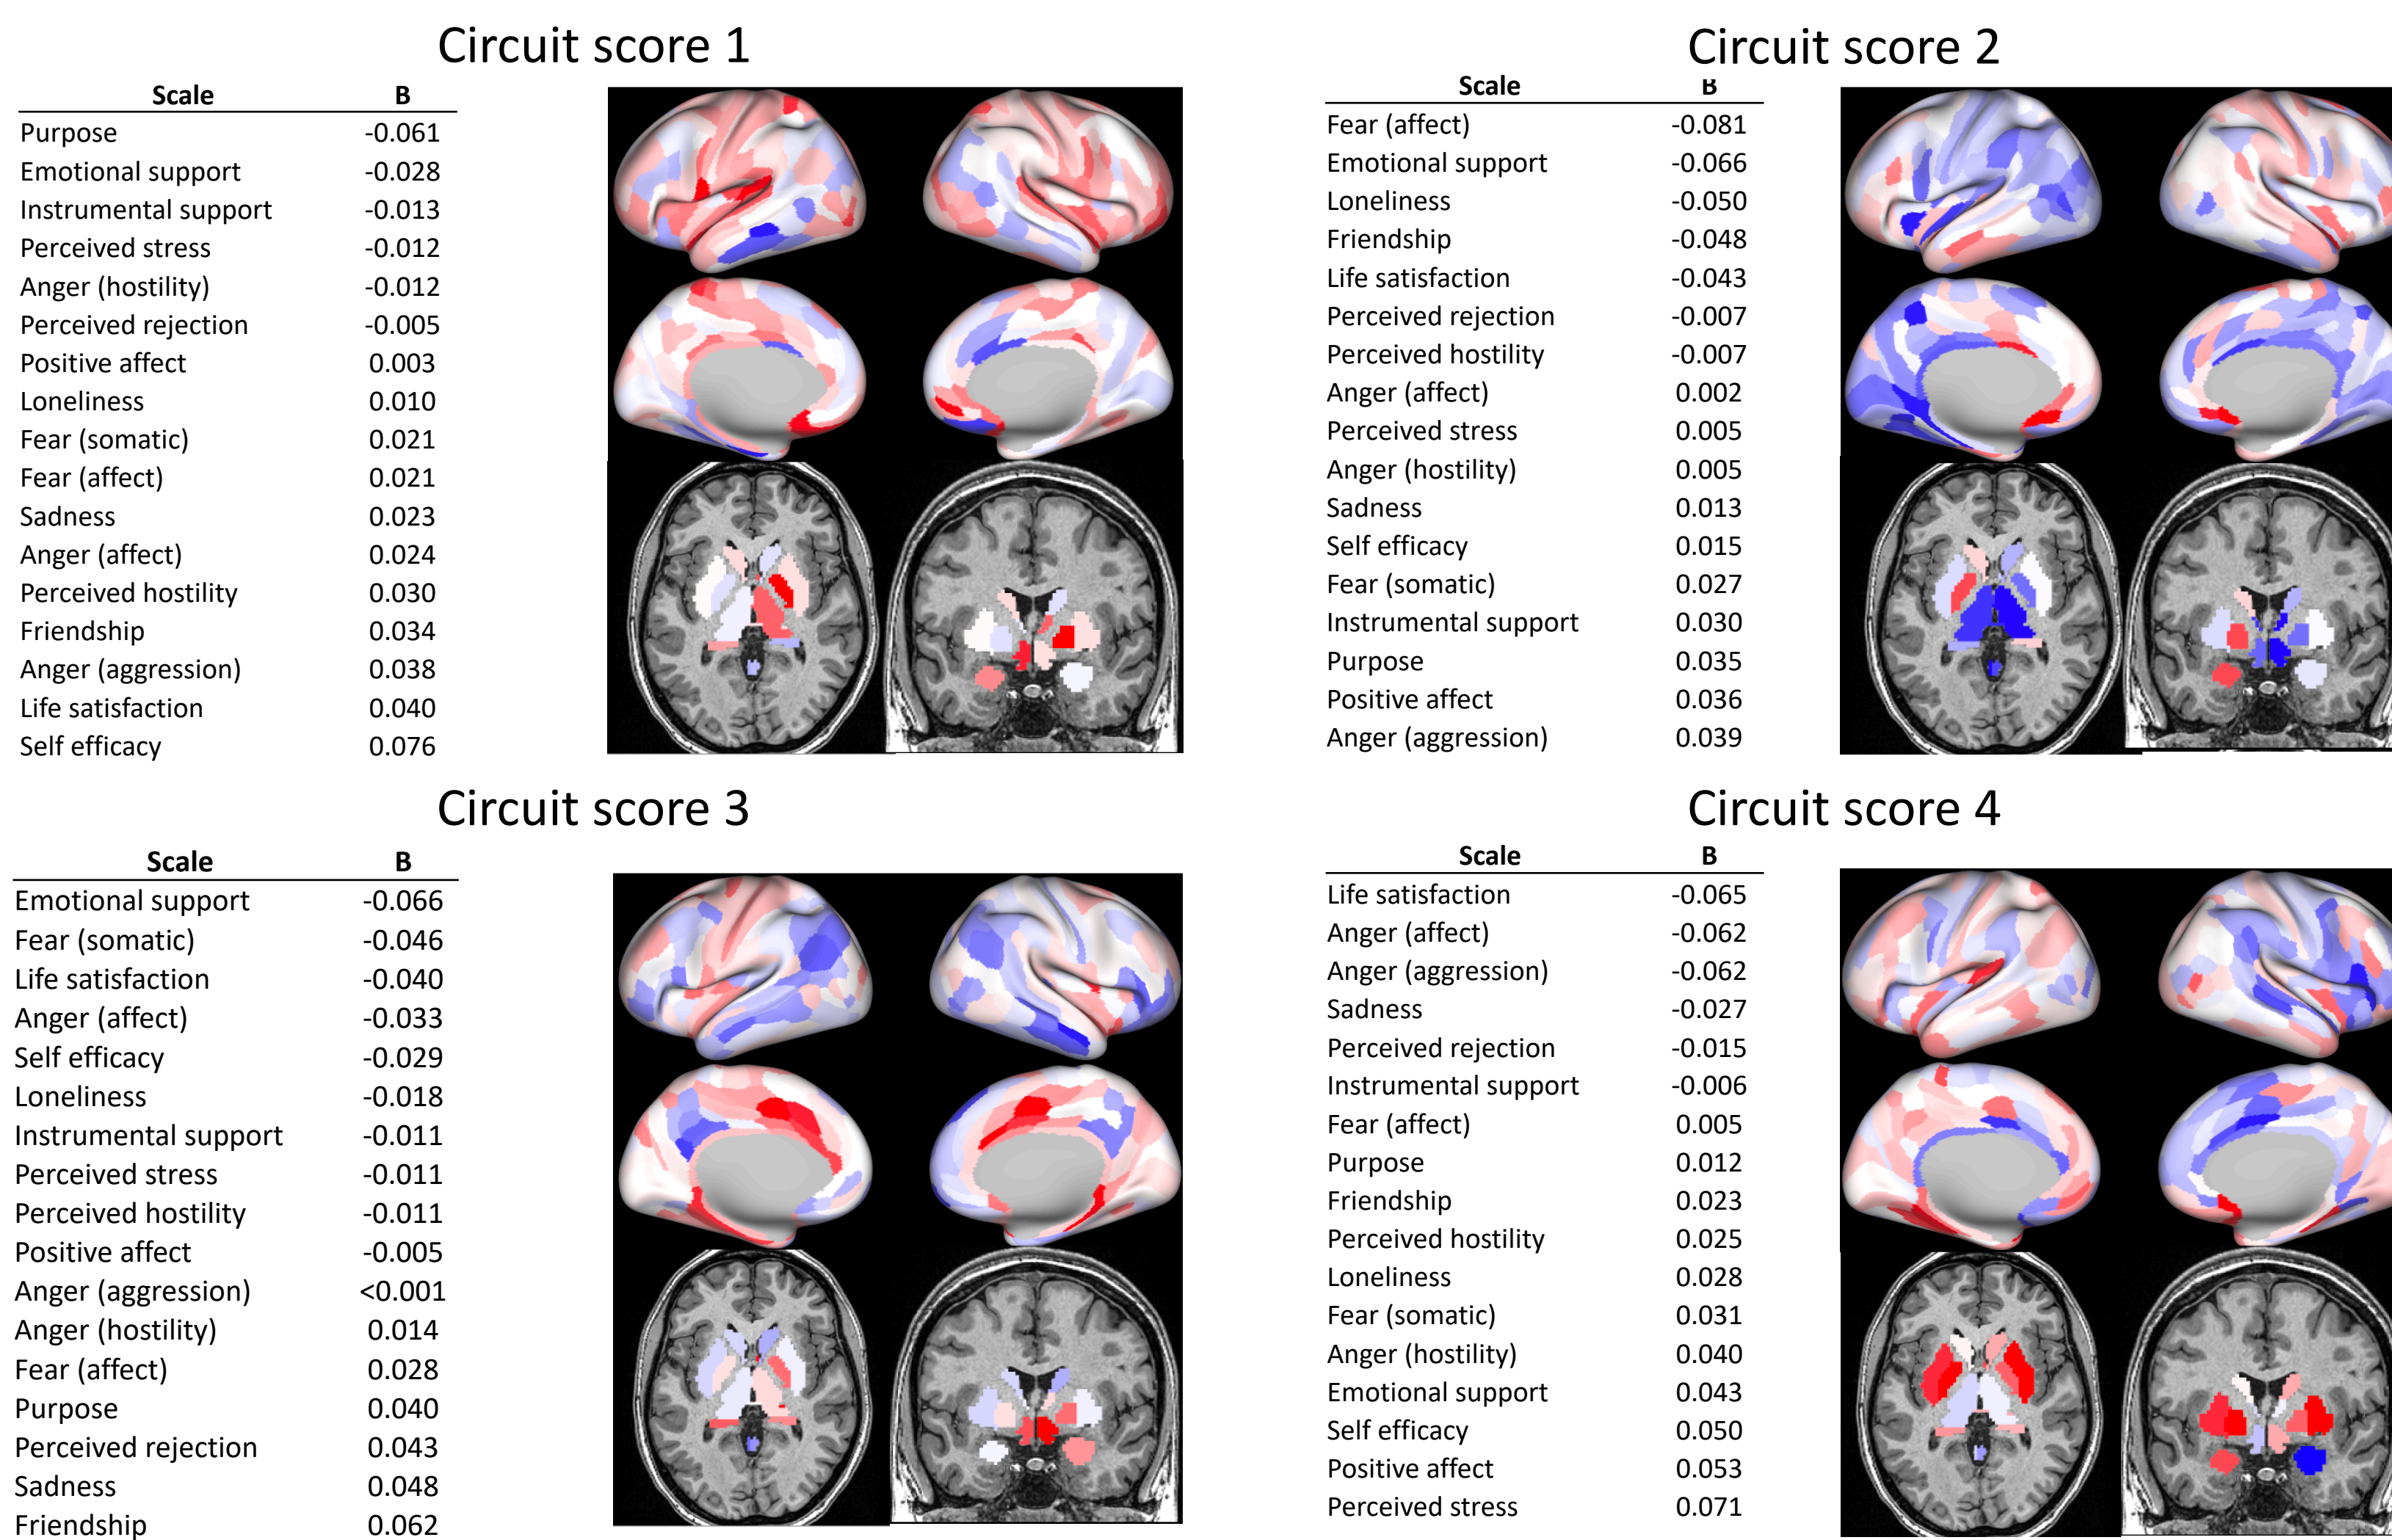 Circuit score 1
Scale B
Purpose -0.061
Emotional support -0.028
Instrumental support -0.013
Perceived stress -0.012
Anger (hostility) -0.012
Perceived rejection -0.005
Positive affect 0.003
Loneliness 0.010
Fear (somatic) 0.021
Fear (affect) 0.021
Sadness 0.023
Anger (affect) 0.024
Perceived hostility 0.030
Friendship 0.034
Anger (aggression) 0.038
Life satisfaction 0.040
Self efficacy 0.076
Circuit score 2
Scale B
Fear (affect) -0.081
Emotional support -0.066
Loneliness -0.050
Friendship -0.048
Life satisfaction -0.043
Perceived rejection -0.007
Perceived hostility -0.007
Anger (affect) 0.002
Perceived stress 0.005
Anger (hostility) 0.005
Sadness 0.013
Self efficacy 0.015
Fear (somatic) 0.027
Instrumental support 0.030
Purpose 0.035
Positive affect 0.036
Anger (aggression) 0.039
Circuit score 3
Scale B
Emotional support -0.066
Fear (somatic) -0.046
Life satisfaction -0.040
Anger (affect) -0.033
Self efficacy -0.029
Loneliness -0.018
Instrumental support -0.011
Perceived stress -0.011
Perceived hostility -0.011
Positive affect -0.005
Anger (aggression) <0.001
Anger (hostility) 0.014
Fear (affect) 0.028
Purpose 0.040
Perceived rejection 0.043
Sadness 0.048
Friendship 0.062
Circuit score 4
Scale B
Life satisfaction -0.065
Anger (affect) -0.062
Anger (aggression) -0.062
Sadness -0.027
Perceived rejection -0.015
Instrumental support -0.006
Fear (affect) 0.005
Purpose 0.012
Friendship 0.023
Perceived hostility 0.025
Loneliness 0.028
Fear (somatic) 0.031
Anger (hostility) 0.040
Emotional support 0.043
Self efficacy 0.050
Positive affect 0.053
Perceived stress 0.071